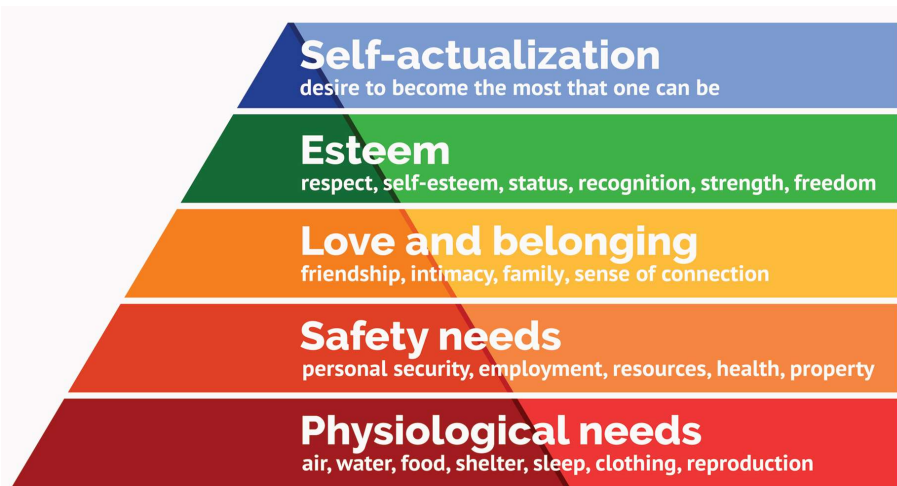 Self-actualization
desire to become the most that one can be
Esteem
respect, self-esteem, status, recognition, strength, freedom
Love and belonging
friendship, intimacy, family, sense of connection
Safety needs
personal security, employment, resources, health, property
Physiological needs
air, water, food, shelter, sleep, clothing, reproduction